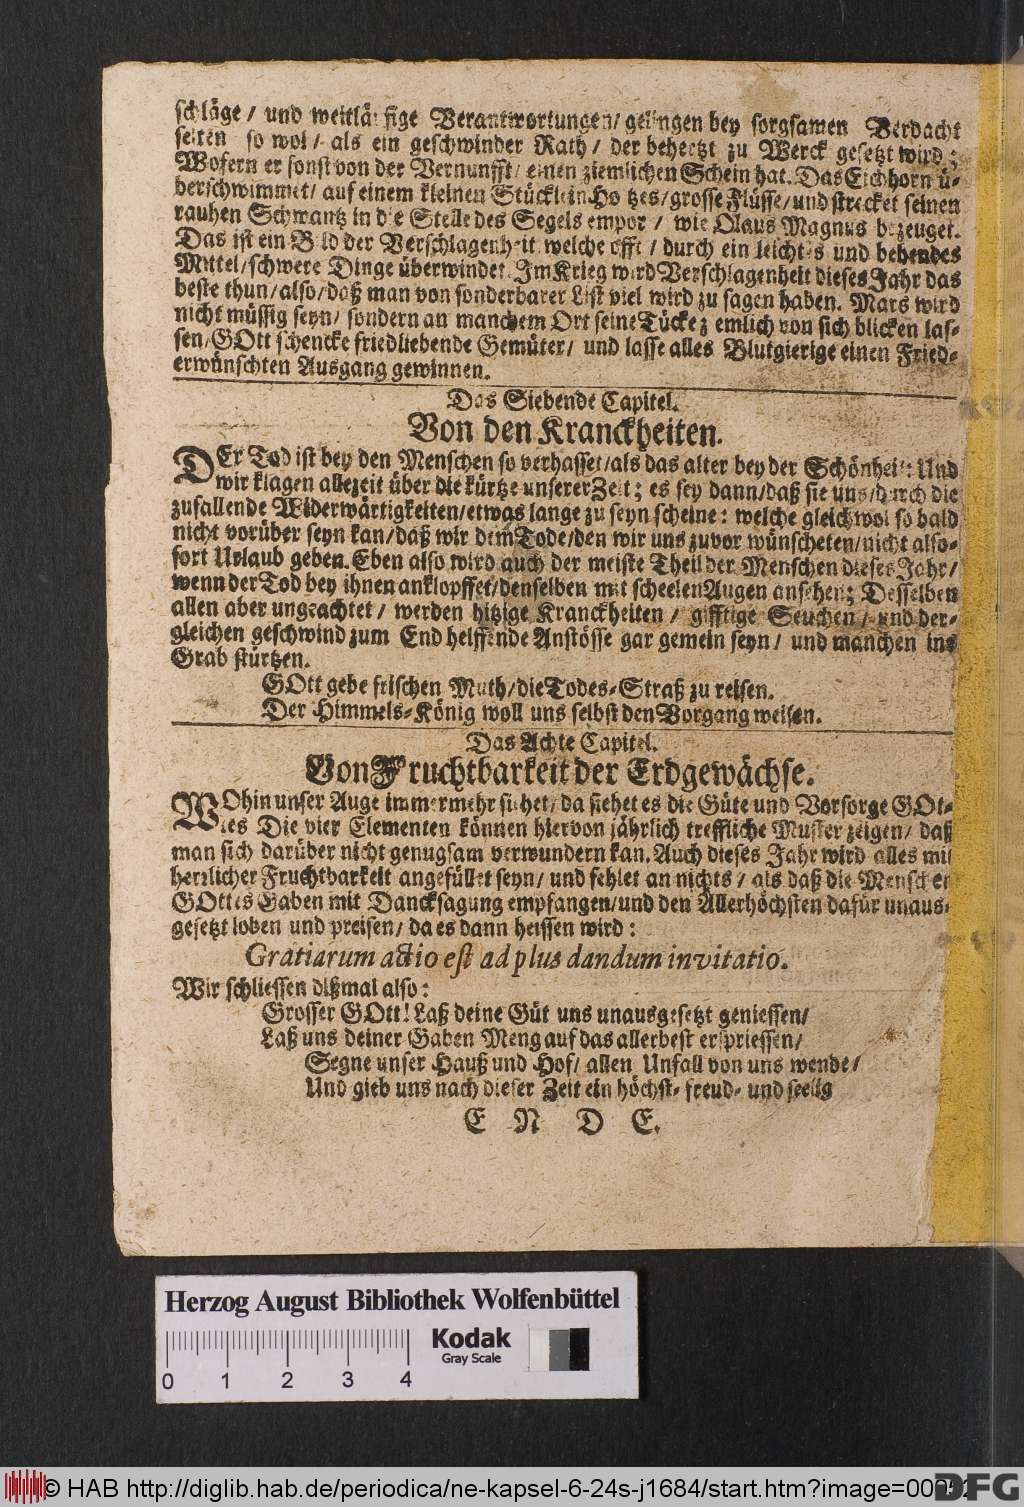 schläge / und weitläufige Verantwortungen / gelingen bey sorgsamen Verdacht
selten so wol / als ein geschwinder Rath / der behertzt zu Werck gesetzt wird;
Wofern er sonst von der Vernunfft / einen ziemlichen Schein hat. Das Eichhorn ü-
berschwimmet / auf einem kleinen Stücklein Holtzes / grosse Flüsse / und strecket seinen
rauhen Schwantz in die Stelle des Segels empor / wie Olaus Magnus bezeuget.
Das ist ein Bild der Verschlagenheit welche offt / durch ein leichtes und behendes
Mittel / schwere Dinge überwindet. Im Krieg wird Verschlagenheit dieses Jahr das
beste thun / also / daß man von sonderbarer List viel wird zu sagen haben. Mars wird
nicht müssig seyn / sondern an manchem Ort seine Tücke ziemlich von sich blicken las-
sen / GOtt schencke friedliebende Gemüter / und lasse alles Blutgierige einen Fried-
erwünschten Ausgang gewinnen.
Das Siebende Capitel.
Von den Kranckheiten.
DEr Tod ist bey den Menschen so verhasset / als das alter bey der Schönheit: Und
wir klagen allezeit über die kürtze unserer Zeit; es sey dann / daß sie uns / durch die
zufallende Widerwärtigkeiten / etwas lange zu seyn scheine: welche gleichwol so bald
nicht vorüber seyn kan / daß wir dem Tode / den wir uns zuvor wünscheten / nicht also-
fort Urlaub geben. Eben also wird auch der meiste Theil der Menschen dieses Jahr /
wenn der Tod bey ihnen anklopffet / denselben mit scheelen Augen ansehen; Desselben
allen aber ungeachtet / werden hitzige Kranckheiten / gifftige Seuchen / und der-
gleichen geschwind zum End helffende Anstösse gar gemein seyn / und manchen ins
Grab stürtzen.
GOtt gebe frischen Muth / die Todes-Straß zu reisen.
Der Himmels-König woll uns selbst den Vorgang weisen.
Das Achte Capitel.
Von Fruchtbarkeit der Erdgewächse.
WOhin unser Auge immermehr siehet / da siehet es die Güte und Vorsorge GOt-
tes Die vier Elementen können hiervon jährlich treffliche Muster zeigen / daß
man sich darüber nicht genugsam verwundern kan. Auch dieses Jahr wird alles mit
herrlicher Fruchtbarkeit angefüllet seyn / und fehlet an nichts / als daß die Menschen
GOttes Gaben mit Dancksagung empfangen / und den Allerhöchsten dafür unaus-
gesetzt loben und preisen / da es dann heissen wird:
Gratiarum actio est ad plus dandum invitatio.
Wir schliessen dißmal also:
Grosser GOtt! Laß deine Güt uns unausgesetzt geniessen /
Laß uns deiner Gaben Meng auf das allerbest erspriessen /
Segne unser Hauß und Hof / allen Unfall von uns wende /
Und gieb uns nach dieser Zeit ein höchst- freud- und seelig
E N D E.
Herzog August Bibliothek Wolfenbüttel
Kodak
Gray Scale
0 1 2 3 4
© HAB http://diglib.hab.de/periodica/ne-kapsel-6-24s-j1684/start.htm?image=000
DFG